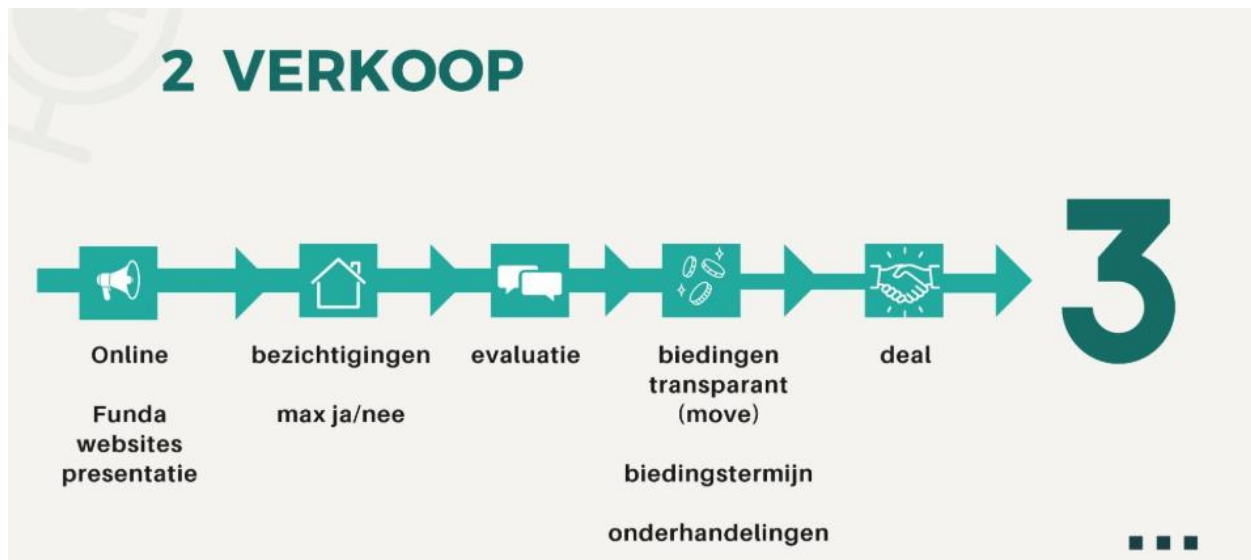 2 VERKOOP
3
Online
Funda
websites
presentatie
bezichtigingen
max ja/nee
evaluatie
biedingen
transparant
(move)
biedingstermijn
onderhandelingen
deal
...